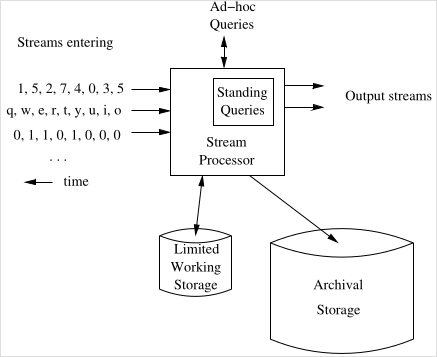 Ad-hoc
Queries
Streams entering
1, 5, 2, 7, 4, 0, 3, 5
q, w, e, r, t, y, u, i, o
0, 1, 1, 0, 1, 0, 0, 0
. . .
time
Standing
Queries
Stream
Processor
Output streams
Limited
Working
Storage
Archival
Storage